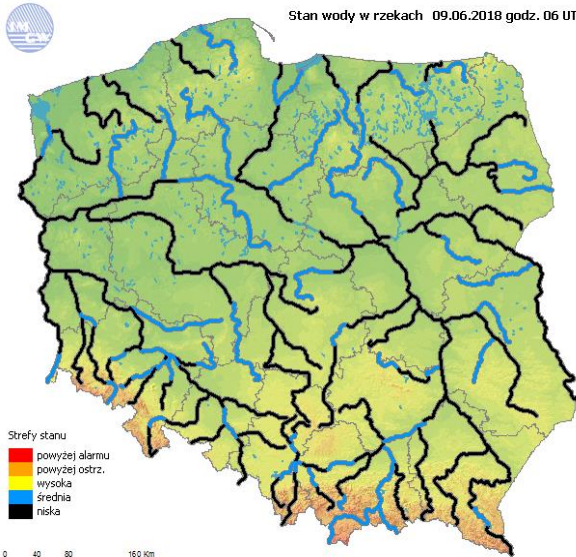 Stan wody w rzekach 09.06.2018 godz. 06 UT
Strefy stanu
powyżej alarmu
powyżej ostrz.
wysoka
średnia
niska
0 40 80 160 Km